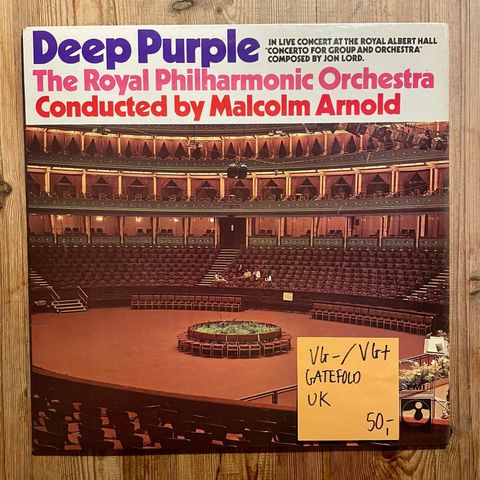 Deep Purple
IN LIVE CONCERT AT THE ROYAL ALBERT HALL
"CONCERTO FOR GROUP AND ORCHESTRA"
COMPOSED BY JON LORD.
The Royal Philharmonic Orchestra
Conducted by Malcolm Arnold
VG-/VG+
GATEFOLD
UK
50,-
EMI